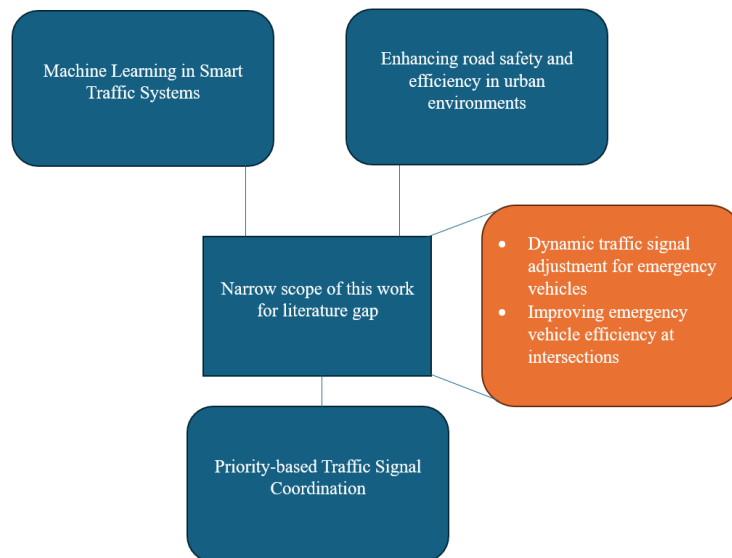 Machine Learning in Smart
Traffic Systems
Enhancing road safety and
efficiency in urban
environments
Narrow scope of this work
for literature gap
• Dynamic traffic signal
adjustment for emergency
vehicles
• Improving emergency
vehicle efficiency at
intersections
Priority-based Traffic Signal
Coordination